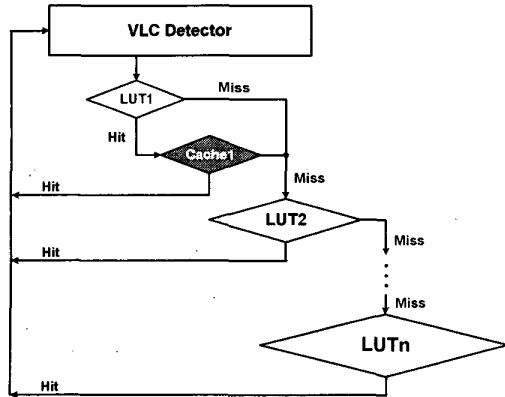 VLC Detector
LUT1
Miss
Hit
Cache1
Hit
Miss
LUT2
Hit
Miss
Miss
LUTn
Hit